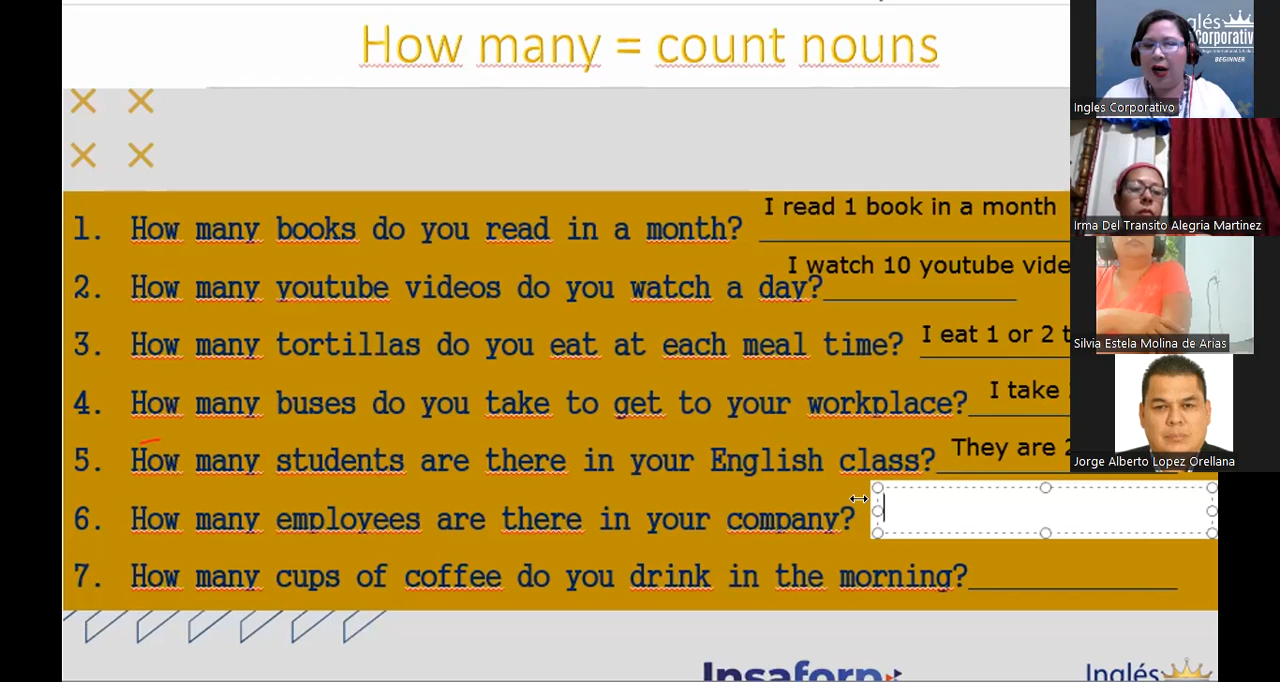 How many = count nouns
1. How many books do you read in a month? I read 1 book in a month
2. How many youtube videos do you watch a day? I watch 10 youtube vide
3. How many tortillas do you eat at each meal time? I eat 1 or 2 t
4. How many buses do you take to get to your workplace? I take
5. How many students are there in your English class? They are 2
6. How many employees are there in your company?
7. How many cups of coffee do you drink in the morning?
Insaforp
Inglés
glés
corporativ
BEGINNER
Ingles Corporativo
Irma Del Transito Alegria Martinez
Silvia Estela Molina de Arias
Jorge Alberto Lopez Orellana